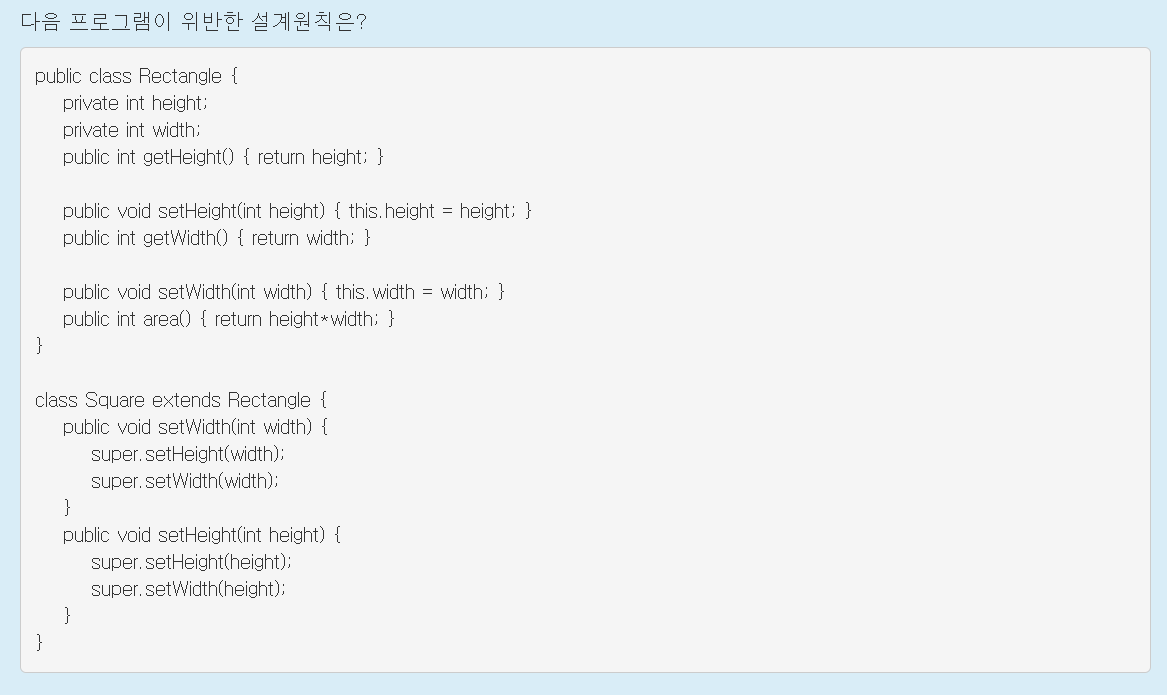 다음 프로그램이 위반한 설계원칙은?
public class Rectangle {
private int height;
private int width;
public int getHeight() { return height; }
public void setHeight(int height) { this.height = height; }
public int getWidth() { return width; }
public void setWidth(int width) { this.width = width; }
public int area() { return height*width; }
}
class Square extends Rectangle {
public void setWidth(int width) {
super.setHeight(width);
super.setWidth(width);
}
public void setHeight(int height) {
super.setHeight(height);
super.setWidth(height);
}
}